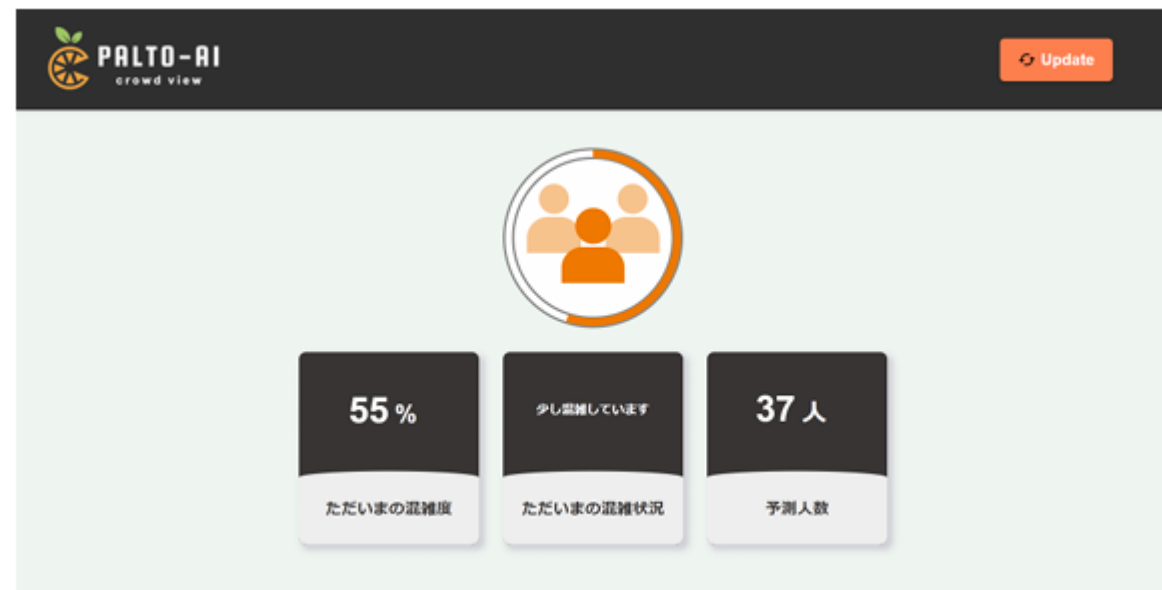 PALTO-AI
crowd view
Update
55 %
少し混雑しています
37 人
ただいまの混雑度
ただいまの混雑状況
予測人数